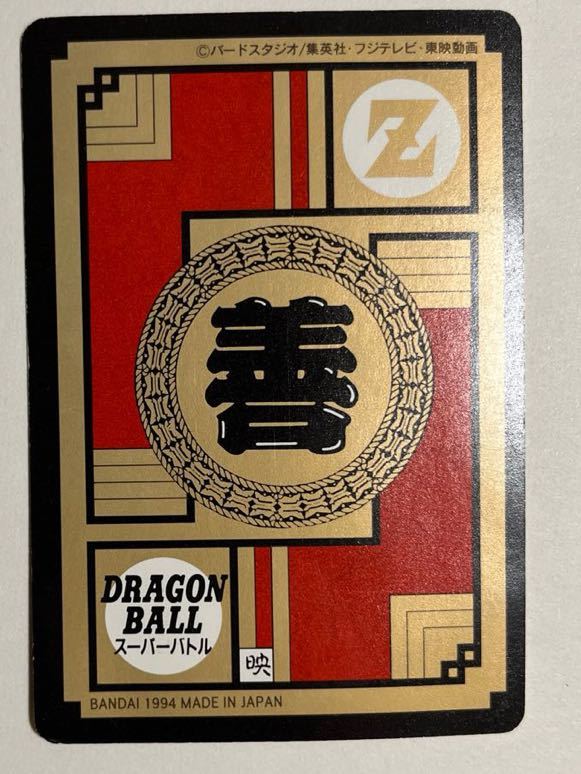 ©バードスタジオ/集英社・フジテレビ・東映動画
Z
善
DRAGON
BALL
スーパーバトル
映
BANDAI 1994 MADE IN JAPAN